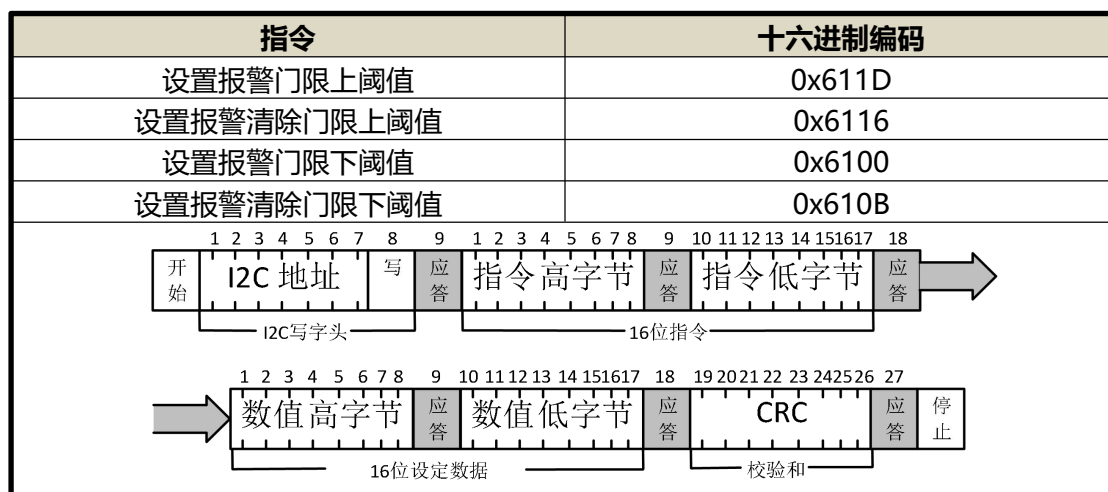 指令 十六进制编码
设置报警门限上阈值 0x611D
设置报警清除门限上阈值 0x6116
设置报警门限下阈值 0x6100
设置报警清除门限下阈值 0x610B
1 2 3 4 5 6 7 8 9 1 2 3 4 5 6 7 8 9 10 11 12 13 14 15 16 17 18
开始 I2C 地址 写 应答 指令高字节 应答 指令低字节 应答
I2C写字头 16位指令
1 2 3 4 5 6 7 8 9 10 11 12 13 14 15 16 17 18 19 20 21 22 23 24 25 26 27
数值高字节 应答 数值低字节 应答 CRC 应答 停止
16位设定数据 校验和